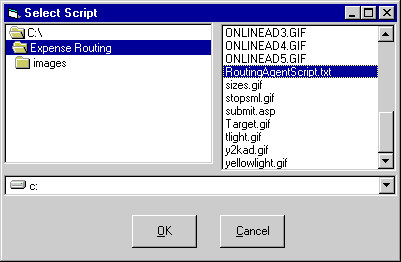 Select Script
C:\
Expense Routing
images
ONLINEAD3.GIF
ONLINEAD4.GIF
ONLINEAD5.GIF
RoutingAgentScript.txt
sizes.gif
stopsml.gif
submit.asp
Target.gif
tlight.gif
y2kad.gif
yellowlight.gif
c:
OK
Cancel